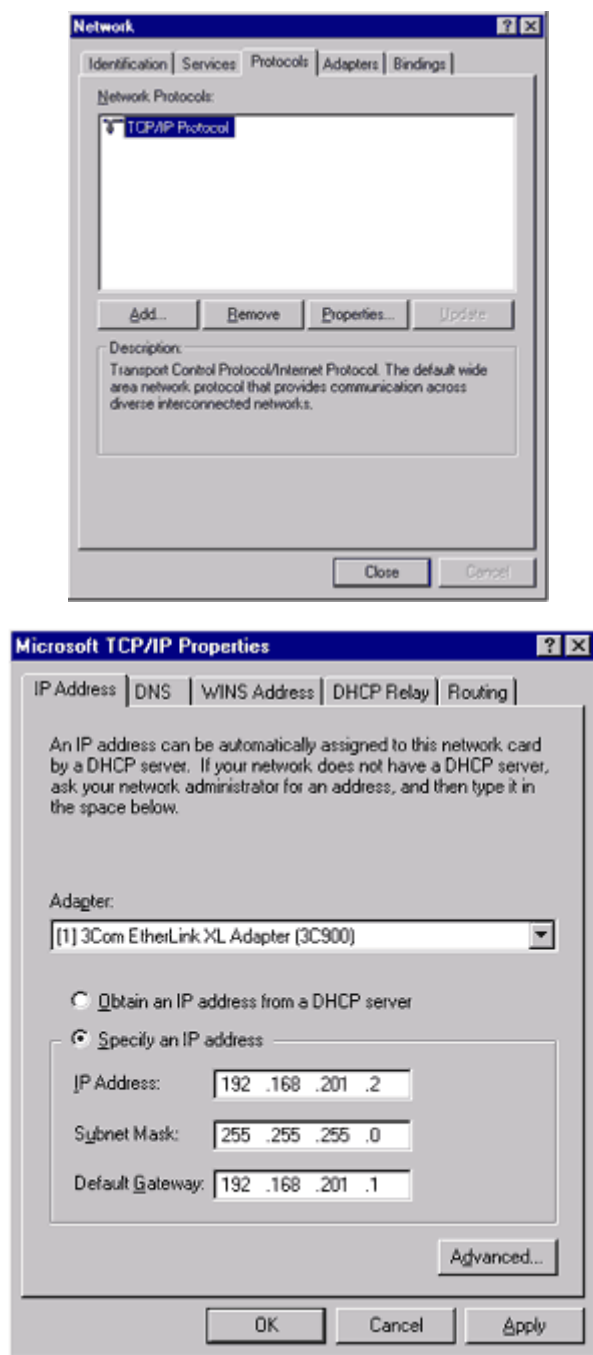 Network
Identification Services Protocols Adapters Bindings
Network Protocols:
TCP/IP Protocol
Add... Remove Properties... Update
Description:
Transport Control Protocol/Internet Protocol. The default wide
area network protocol that provides communication across
diverse interconnected networks.
Close Cancel
Microsoft TCP/IP Properties
IP Address DNS WINS Address DHCP Relay Routing
An IP address can be automatically assigned to this network card
by a DHCP server. If your network does not have a DHCP server,
ask your network administrator for an address, and then type it in
the space below.
Adapter:
[1] 3Com EtherLink XL Adapter (3C900)
Obtain an IP address from a DHCP server
Specify an IP address
IP Address: 192 .168 .201 .2
Subnet Mask: 255 .255 .255 .0
Default Gateway: 192 .168 .201 .1
Advanced...
OK Cancel Apply